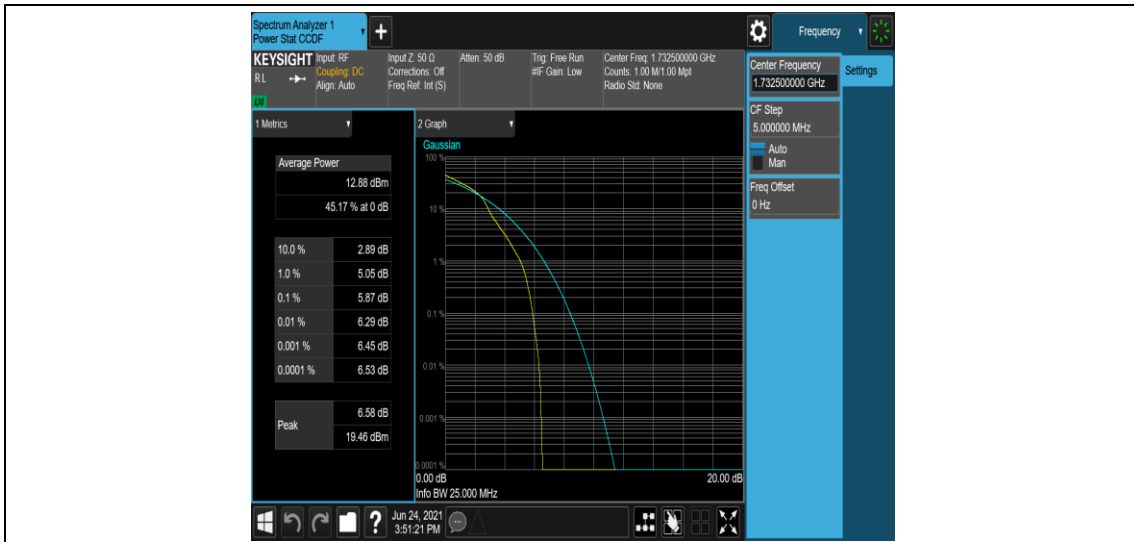 Spectrum Analyzer 1
Power Stat CCDF
Frequency
KEYSIGHT
Input: RF
Input Z: 50 Ω
Atten: 50 dB
Trig: Free Run
Center Freq: 1.732500000 GHz
RL
Coupling: DC
Corrections: Off
#IF Gain: Low
Counts: 1.00 M/1.00 Mpt
Align: Auto
Freq Ref: Int (S)
Radio Std: None
LXI
Center Frequency
1.732500000 GHz
Settings
CF Step
5.000000 MHz
Auto
Man
Freq Offset
0 Hz
1 Metrics
Average Power
12.88 dBm
45.17 % at 0 dB
10.0 % 2.89 dB
1.0 % 5.05 dB
0.1 % 5.87 dB
0.01 % 6.29 dB
0.001 % 6.45 dB
0.0001 % 6.53 dB
Peak
6.58 dB
19.46 dBm
2 Graph
Gaussian
100 %
10 %
1 %
0.1 %
0.01 %
0.001 %
0.0001 %
0.00 dB
20.00 dB
Info BW 25.000 MHz
?
Jun 24, 2021
3:51:21 PM